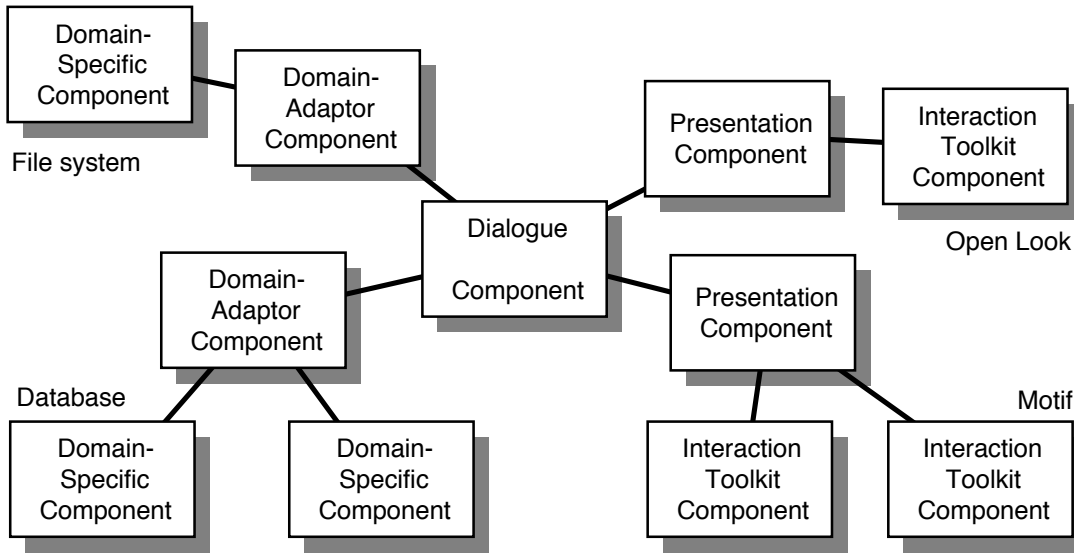 Domain-
Specific
Component
File system
Domain-
Adaptor
Component
Presentation
Component
Interaction
Toolkit
Component
Open Look
Dialogue
Component
Domain-
Adaptor
Component
Presentation
Component
Database
Domain-
Specific
Component
Domain-
Specific
Component
Interaction
Toolkit
Component
Motif
Interaction
Toolkit
Component